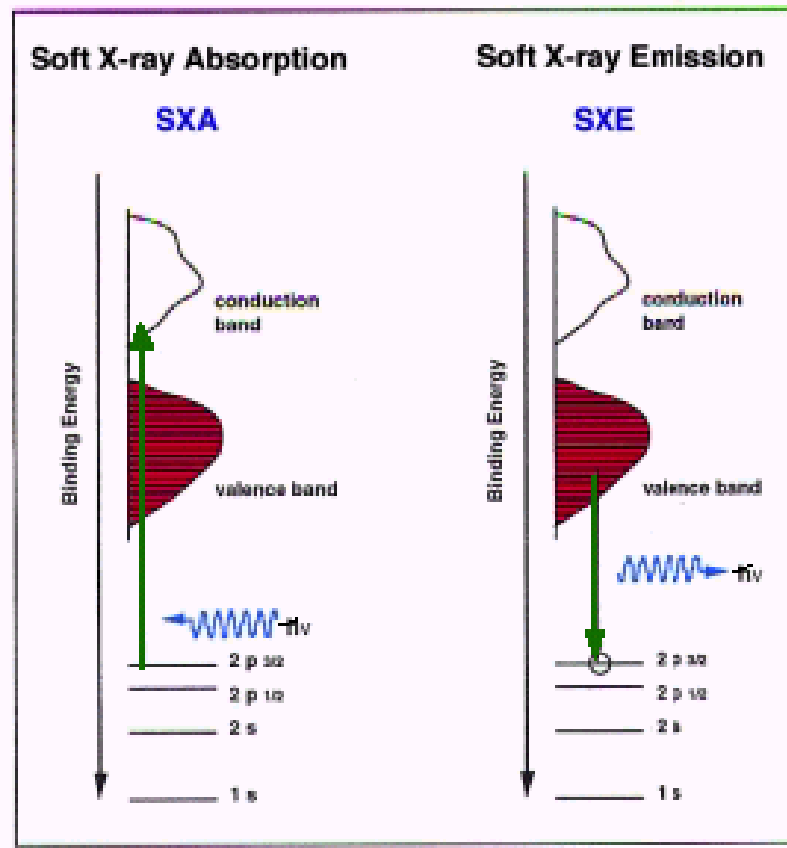 Soft X-ray Absorption
SXA
Binding Energy
conduction
band
valence band
ħν
2 p 3/2
2 p 1/2
2 s
1 s
Soft X-ray Emission
SXE
Binding Energy
conduction
band
valence band
ħν
2 p 3/2
2 p 1/2
2 s
1 s